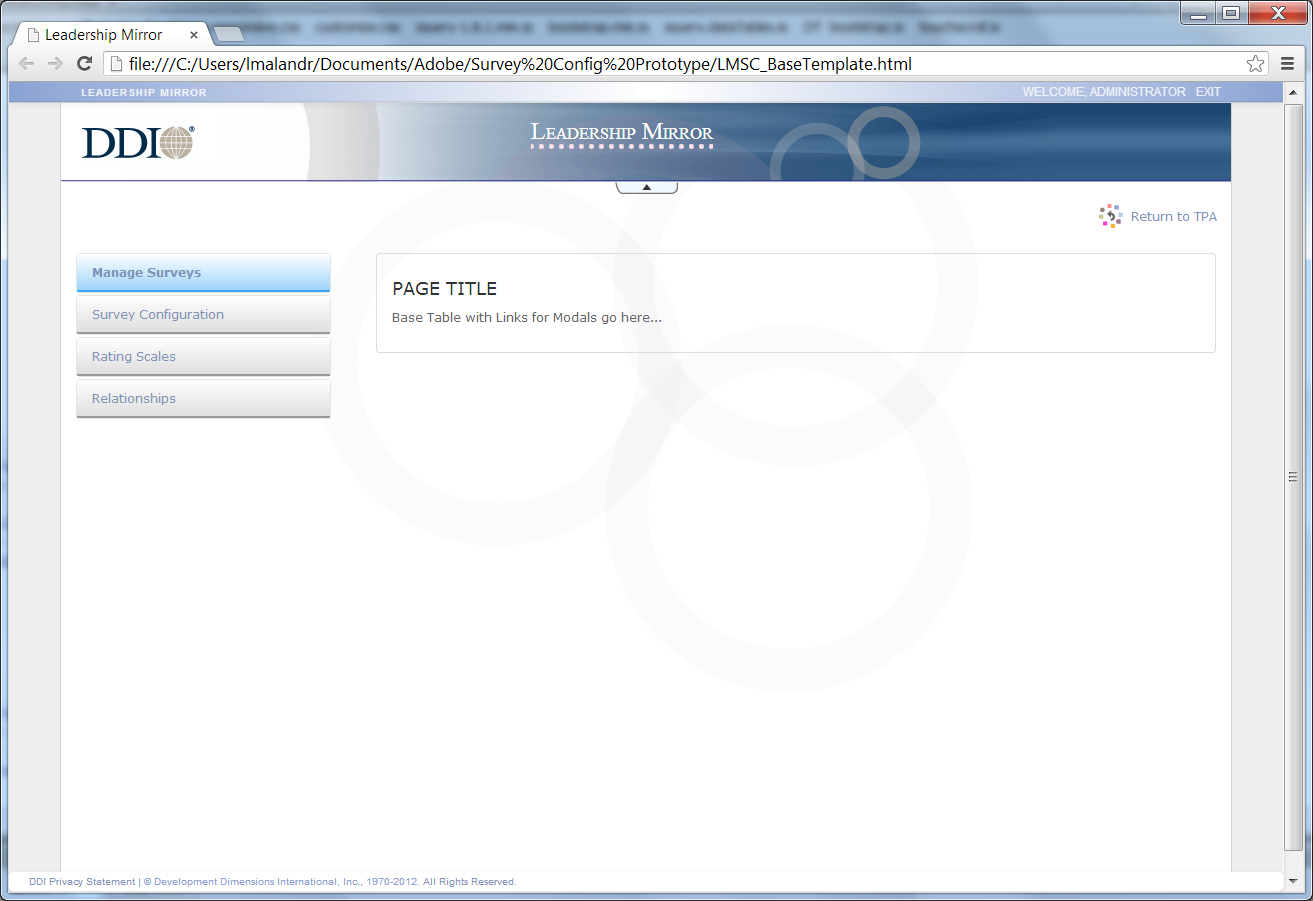 Leadership Mirror
file:///C:/Users/lmalandr/Documents/Adobe/Survey%20Config%20Prototype/LMSC_BaseTemplate.html
LEADERSHIP MIRROR WELCOME, ADMINISTRATOR EXIT
DDI® Leadership Mirror
Return to TPA
Manage Surveys
Survey Configuration
Rating Scales
Relationships
PAGE TITLE
Base Table with Links for Modals go here...
DDI Privacy Statement | © Development Dimensions International, Inc., 1970-2012. All Rights Reserved.